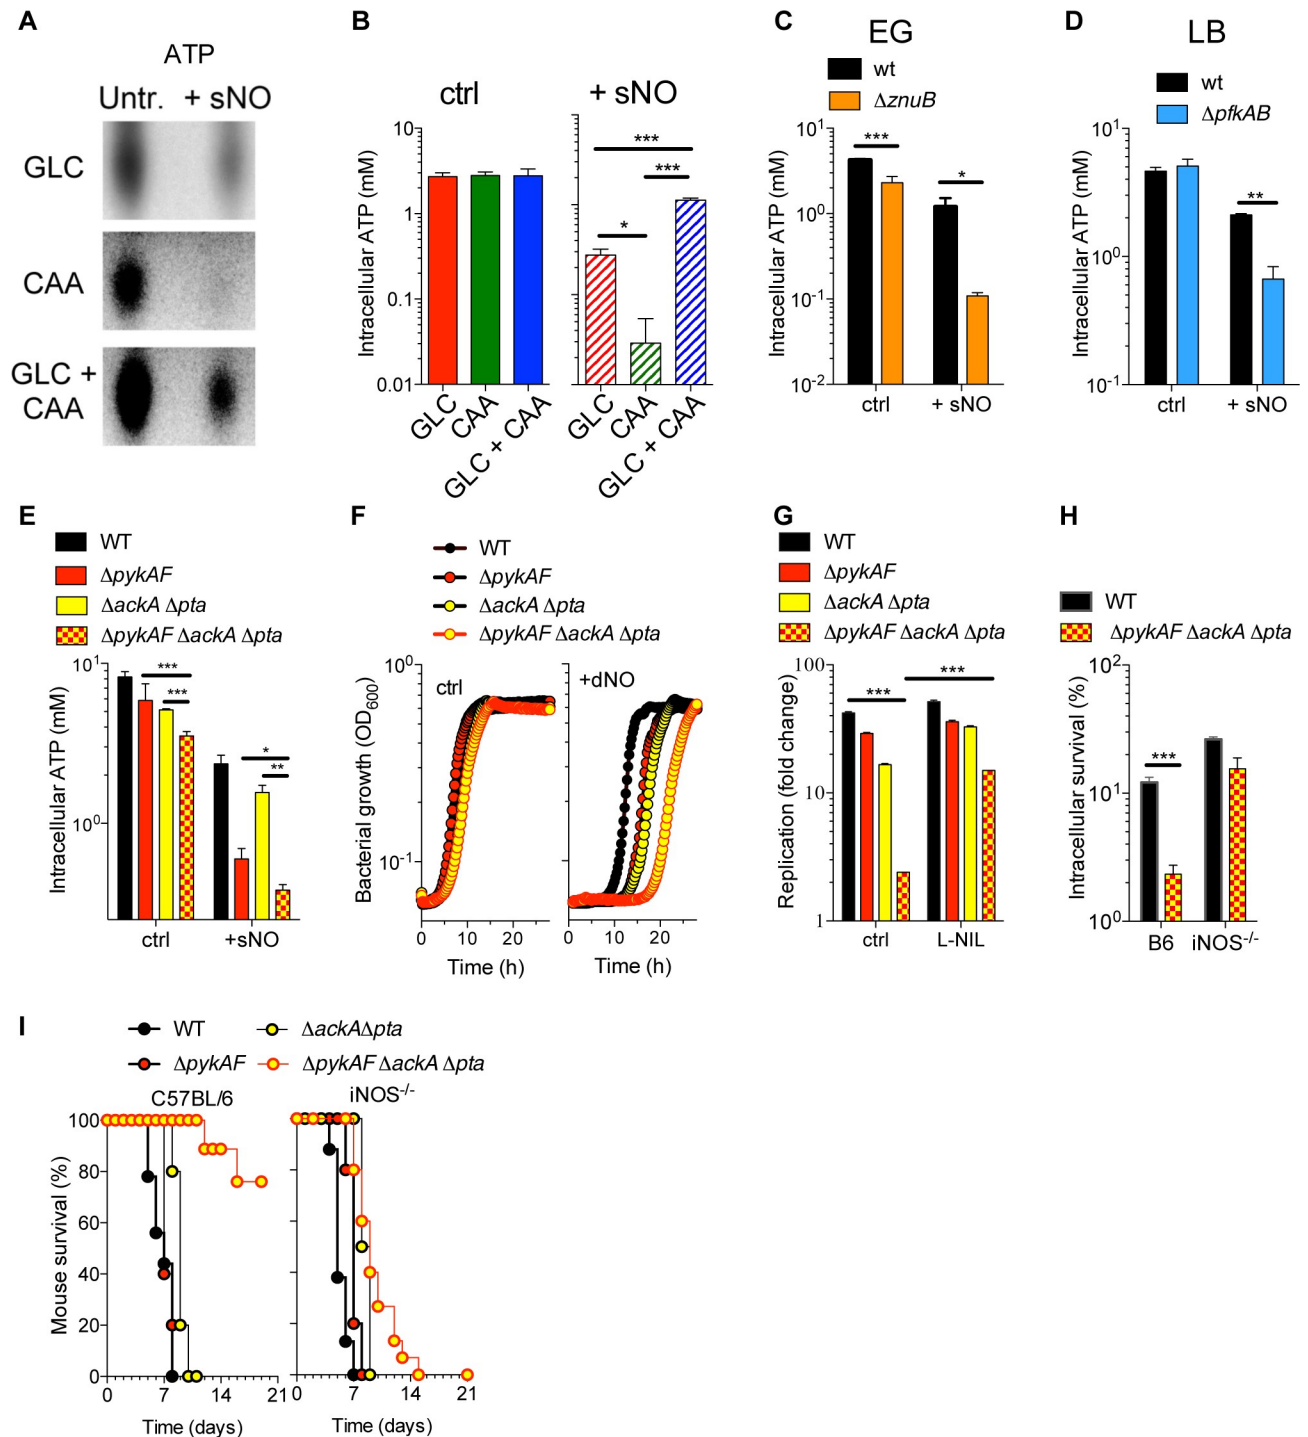 A
ATP
Untr. + sNO
GLC
CAA
GLC +
CAA
B
ctrl
+ sNO
Intracellular ATP (mM)
10
1
0.1
0.01
***
***
*
GLC
CAA
GLC + CAA
GLC
CAA
GLC + CAA
C
EG
wt
ΔznuB
Intracellular ATP (mM)
10¹
10⁰
10⁻¹
10⁻²
***
*
ctrl
+ sNO
D
LB
wt
ΔpfkAB
Intracellular ATP (mM)
10¹
10⁰
10⁻¹
**
ctrl
+ sNO
E
WT
ΔpykAF
ΔackA Δpta
ΔpykAF ΔackA Δpta
Intracellular ATP (mM)
10¹
10⁰
***
***
*
**
ctrl
+sNO
F
WT
ΔpykAF
ΔackA Δpta
ΔpykAF ΔackA Δpta
Bacterial growth (OD₆₀₀)
10⁰
10⁻¹
ctrl
+dNO
0 20
0 20
Time (h)
Time (h)
G
WT
ΔpykAF
ΔackA Δpta
ΔpykAF ΔackA Δpta
Replication (fold change)
100
10
1
***
***
ctrl
L-NIL
H
WT
ΔpykAF ΔackA Δpta
Intracellular survival (%)
10²
10¹
10⁰
***
B6
iNOS⁻/⁻
I
WT
ΔackAΔpta
ΔpykAF
ΔpykAF ΔackA Δpta
C57BL/6
iNOS⁻/⁻
Mouse survival (%)
100
80
60
40
20
0
0 7 14 21
0 7 14 21
Time (days)
Time (days)